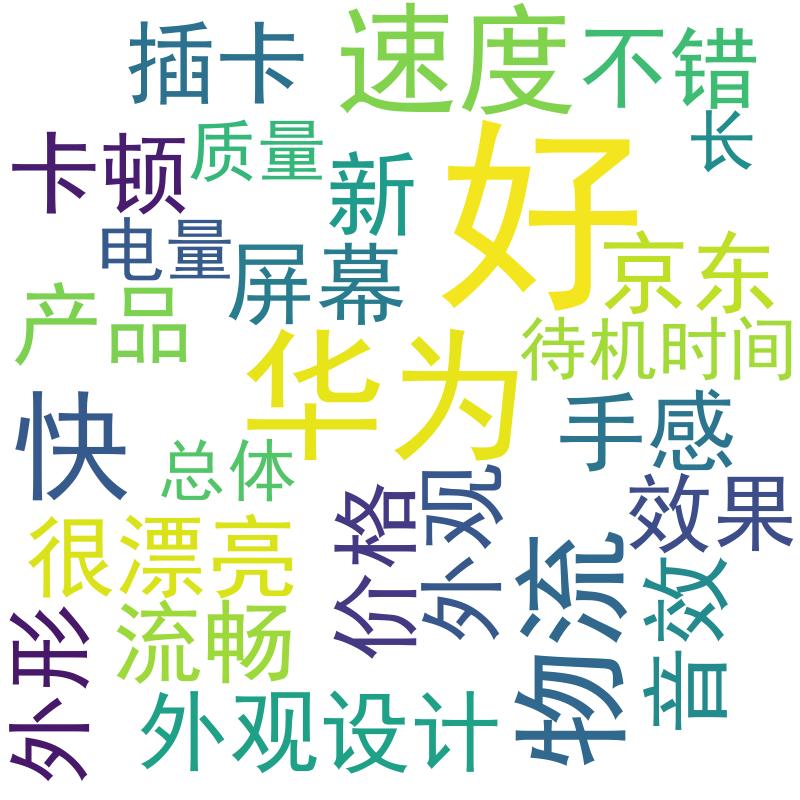 插卡
速度
不错
长
卡顿
质量
新
好
电量
屏幕
京东
产品
华为
待机时间
快
总体
手感
价格
外观
效果
很漂亮
物流
音效
外形
流畅
外观设计